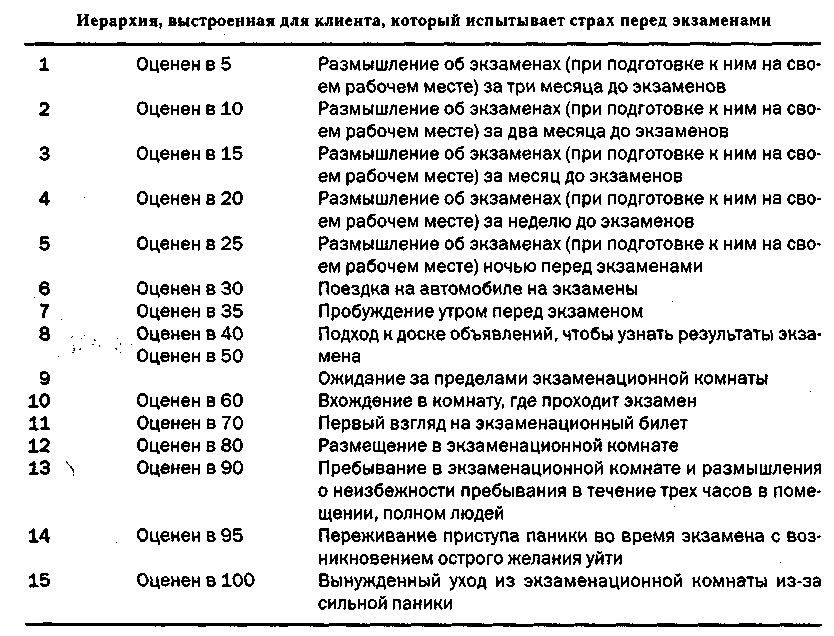 Иерархия, выстроенная для клиента, который испытывает страх перед экзаменами
1 Оценен в 5 Размышление об экзаменах (при подготовке к ним на сво-
ем рабочем месте) за три месяца до экзаменов
2 Оценен в 10 Размышление об экзаменах (при подготовке к ним на сво-
ем рабочем месте) за два месяца до экзаменов
3 Оценен в 15 Размышление об экзаменах (при подготовке к ним на сво-
ем рабочем месте) за месяц до экзаменов
4 Оценен в 20 Размышление об экзаменах (при подготовке к ним на сво-
ем рабочем месте) за неделю до экзаменов
5 Оценен в 25 Размышление об экзаменах (при подготовке к ним на сво-
ем рабочем месте) ночью перед экзаменами
6 Оценен в 30 Поездка на автомобиле на экзамены
7 Оценен в 35 Пробуждение утром перед экзаменом
8 Оценен в 40 Подход к доске объявлений, чтобы узнать результаты экза-
Оценен в 50 мена
9 Ожидание за пределами экзаменационной комнаты
10 Оценен в 60 Вхождение в комнату, где проходит экзамен
11 Оценен в 70 Первый взгляд на экзаменационный билет
12 Оценен в 80 Размещение в экзаменационной комнате
13 Оценен в 90 Пребывание в экзаменационной комнате и размышления
о неизбежности пребывания в течение трех часов в поме-
щении, полном людей
14 Оценен в 95 Переживание приступа паники во время экзамена с воз-
никновением острого желания уйти
15 Оценен в 100 Вынужденный уход из экзаменационной комнаты из-за
сильной паники